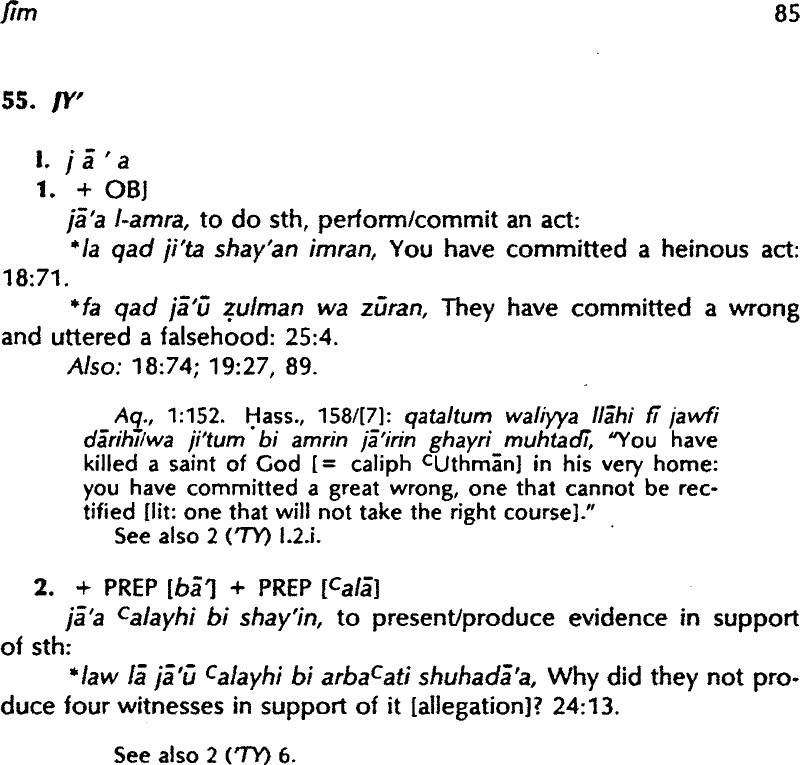 Jīm 85
55. JY'
I. j ā ' a
1. + OBJ
jā'a l-amra, to do sth, perform/commit an act:
*la qad ji'ta shay'an imran, You have committed a heinous act:
18:71.
*fa qad jā'ū ẓulman wa zūran, They have committed a wrong
and uttered a falsehood: 25:4.
Also: 18:74; 19:27, 89.
Aq., 1:152. Ḥass., 158/[7]: qataltum waliyya llāhi fī jawfi
dārihī/wa ji'tum bi amrin jā'irin ghayri muhtadī, "You have
killed a saint of God [= caliph ᶜUthmān] in his very home:
you have committed a great wrong, one that cannot be rec-
tified [lit: one that will not take the right course]."
See also 2 ('TY) I.2.i.
2. + PREP [bā'] + PREP [ᶜalā]
jā'a ᶜalayhi bi shay'in, to present/produce evidence in support
of sth:
*law lā jā'ū ᶜalayhi bi arbaᶜati shuhadā'a, Why did they not pro-
duce four witnesses in support of it [allegation]? 24:13.
See also 2 ('TY) 6.